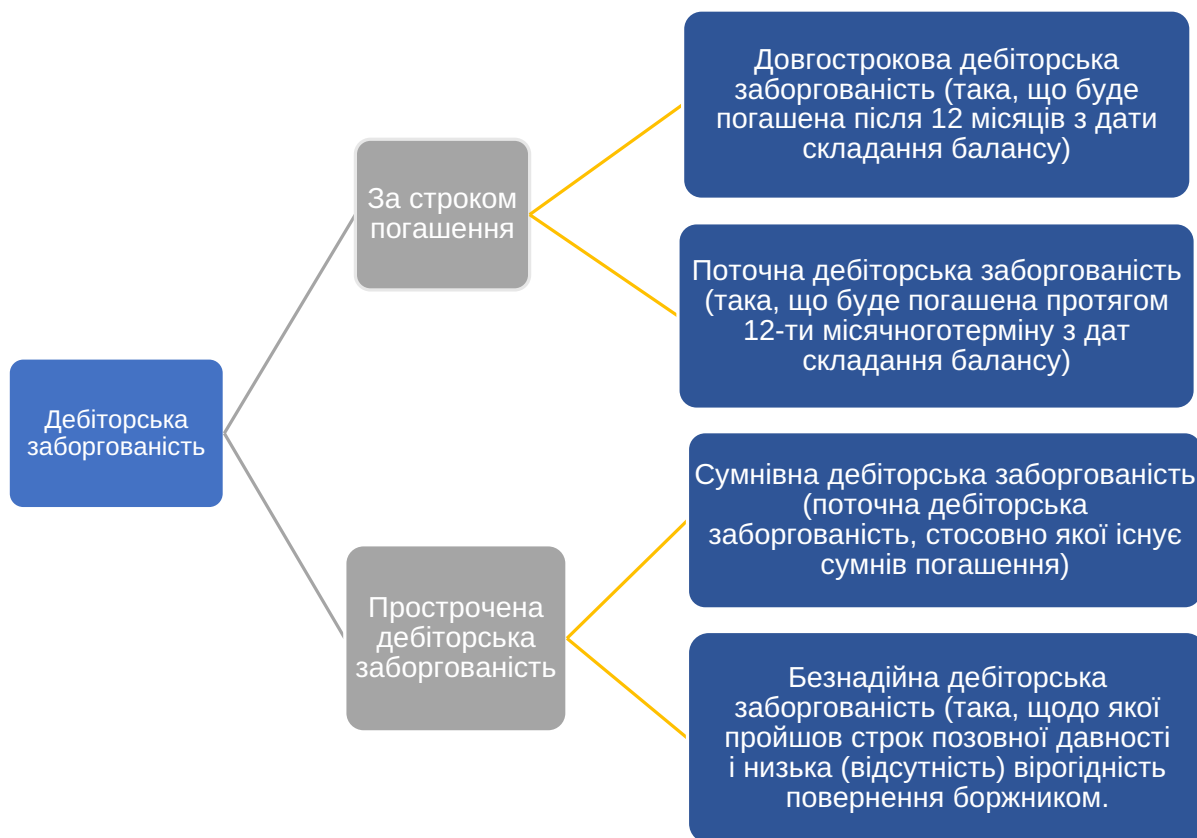 Довгострокова дебіторська
заборгованість (така, що буде
погашена після 12 місяців з дати
складання балансу)
За строком
погашення
Поточна дебіторська заборгованість
(така, що буде погашена протягом
12-ти місячноготерміну з дат
складання балансу)
Дебіторська
заборгованість
Сумнівна дебіторська заборгованість
(поточна дебіторська
заборгованість, стосовно якої існує
сумнів погашення)
Прострочена
дебіторська
заборгованість
Безнадійна дебіторська
заборгованість (така, щодо якої
пройшов строк позовної давності
і низька (відсутність) вірогідність
повернення боржником.